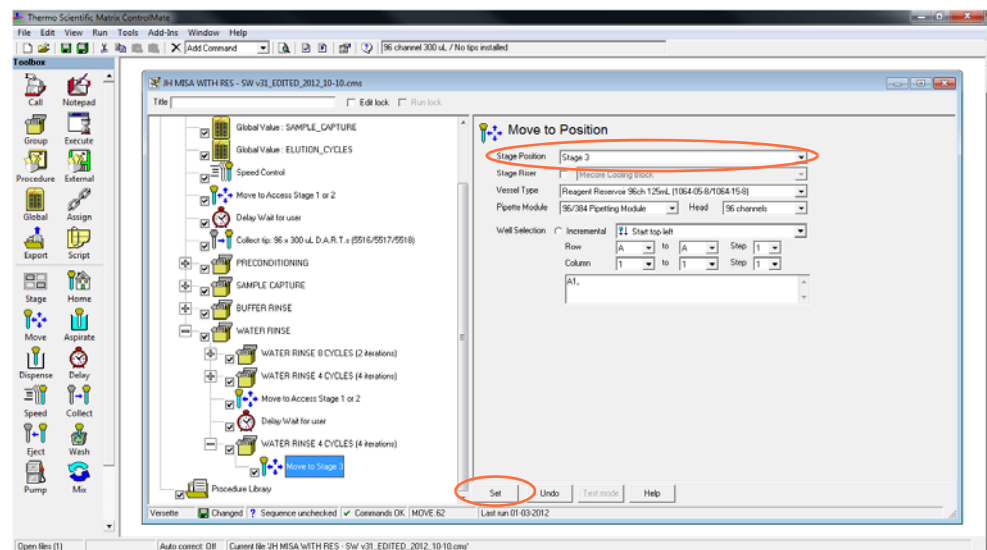 Thermo Scientific Matrix ControlMate
File Edit View Run Tools Add-Ins Window Help
Add Command 96 channel 300 uL / No tips installed
Toolbox
Call Notepad
Group Execute
Procedure External
Global Assign
Export Script
Stage Home
Move Aspirate
Dispense Delay
Speed Collect
Eject Wash
Pump Mix
JH MISA WITH RES - SW v31_EDITED_2012_10-10.cms
Title Edit lock Run lock
Global Value : SAMPLE_CAPTURE
Global Value : ELUTION_CYCLES
Speed Control
Move to Access Stage 1 or 2
Delay Wait for user
Collect tip: 96 x 300 uL D.A.R.T.s (5516/5517/5518)
PRECONDITIONING
SAMPLE CAPTURE
BUFFER RINSE
WATER RINSE
WATER RINSE 8 CYCLES (2 iterations)
WATER RINSE 4 CYCLES (4 iterations)
Move to Access Stage 1 or 2
Delay Wait for user
WATER RINSE 4 CYCLES (4 iterations)
Move to Stage 3
Procedure Library
Move to Position
Stage Position Stage 3
Stage Riser Mecore Cooling Block
Vessel Type Reagent Reservoir 96ch 125mL (1064-05-8/1064-15-8)
Pipette Module 96/384 Pipetting Module Head 96 channels
Well Selection Incremental Start top left
Row A to A Step 1
Column 1 to 1 Step 1
A1,
Set Undo Test mode Help
Versette Changed Sequence unchecked Commands OK MOVE.62 Last run 01-03-2012
Open files [1] Auto correct: Off Current file 'JH MISA WITH RES - SW v31_EDITED_2012_10-10.cms'